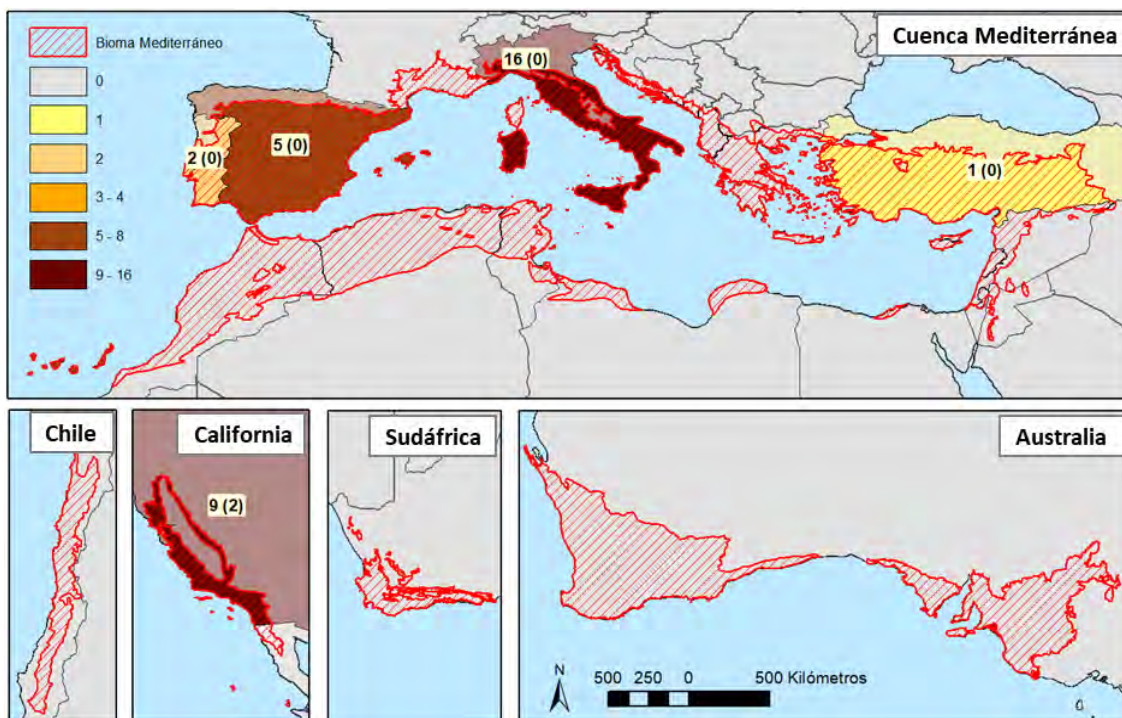 Cuenca Mediterránea
Bioma Mediterráneo
0
1
2
3 - 4
5 - 8
9 - 16
16 (0)
5 (0)
2 (0)
1 (0)
Chile
California
Sudáfrica
Australia
9 (2)
N
500 250 0 500 Kilómetros